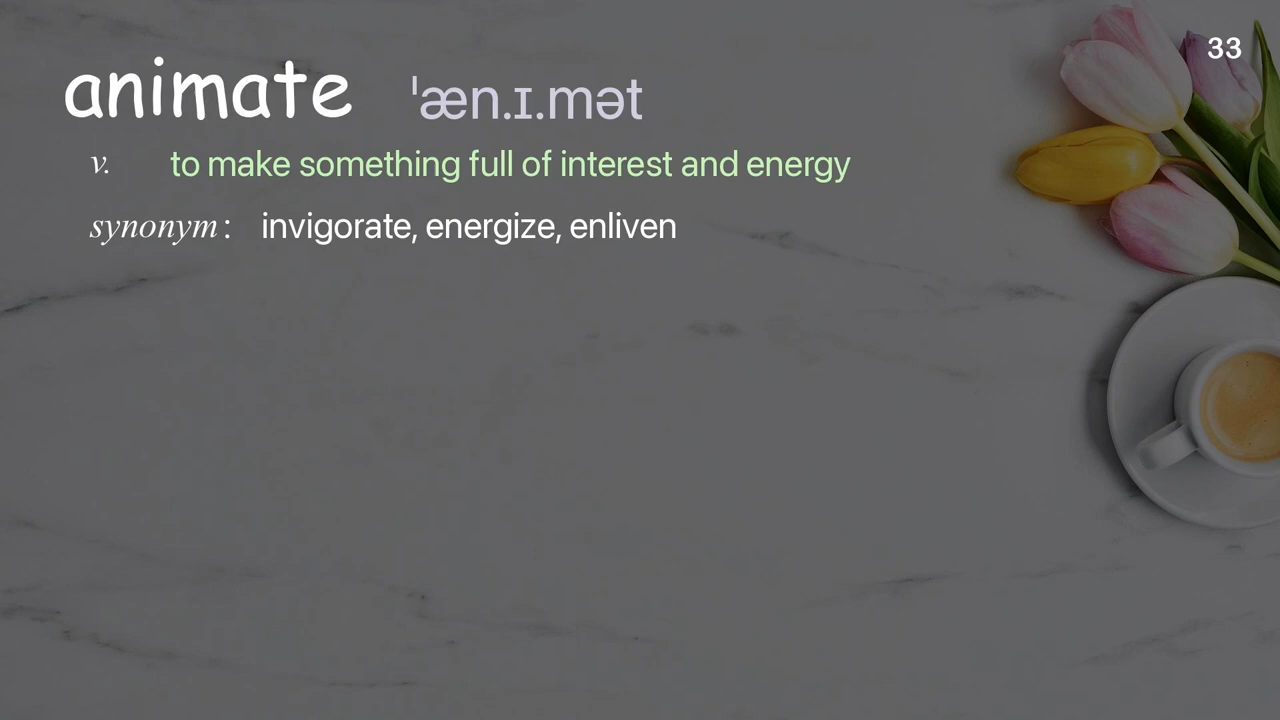 33
animate ˈæn.ɪ.mət
v. to make something full of interest and energy
synonym: invigorate, energize, enliven